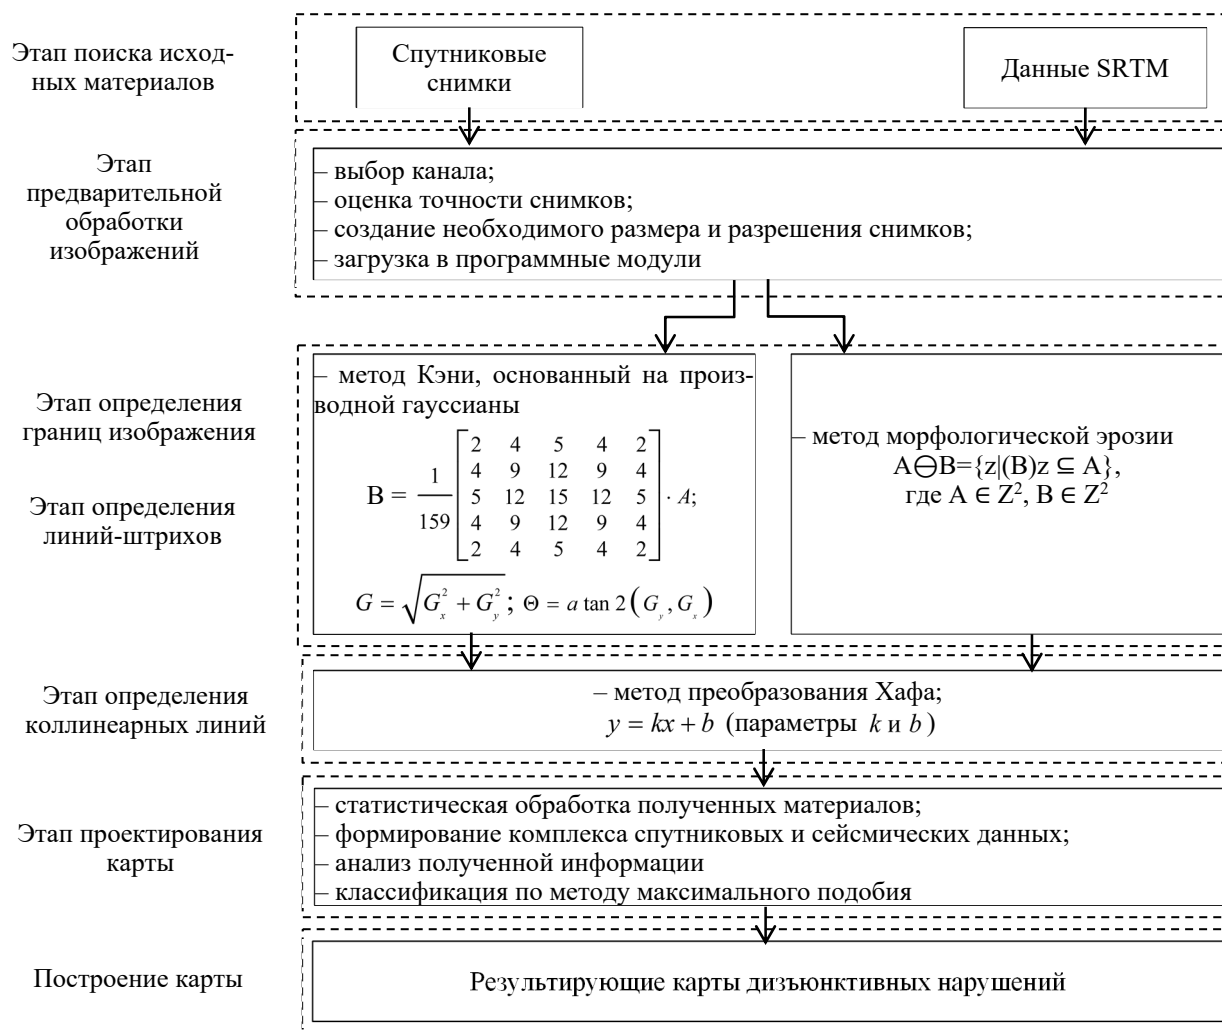 Этап поиска исход-
ных материалов
Спутниковые
снимки
Данные SRTM
Этап
предварительной
обработки
изображений
– выбор канала;
– оценка точности снимков;
– создание необходимого размера и разрешения снимков;
– загрузка в программные модули
Этап определения
границ изображения
Этап определения
линий-штрихов
– метод Кэни, основанный на произ-
водной гауссианы
B = 1/159 [
2 4 5 4 2
4 9 12 9 4
5 12 15 12 5
4 9 12 9 4
2 4 5 4 2
] · A;
G = √(G_x² + G_y²); Θ = a tan 2 (G_y, G_x)
– метод морфологической эрозии
A⊖B={z|(B)z ⊆ A},
где A ∈ Z², B ∈ Z²
Этап определения
коллинеарных линий
– метод преобразования Хафа;
y = kx + b (параметры k и b)
Этап проектирования
карты
– статистическая обработка полученных материалов;
– формирование комплекса спутниковых и сейсмических данных;
– анализ полученной информации
– классификация по методу максимального подобия
Построение карты
Результирующие карты дизъюнктивных нарушений